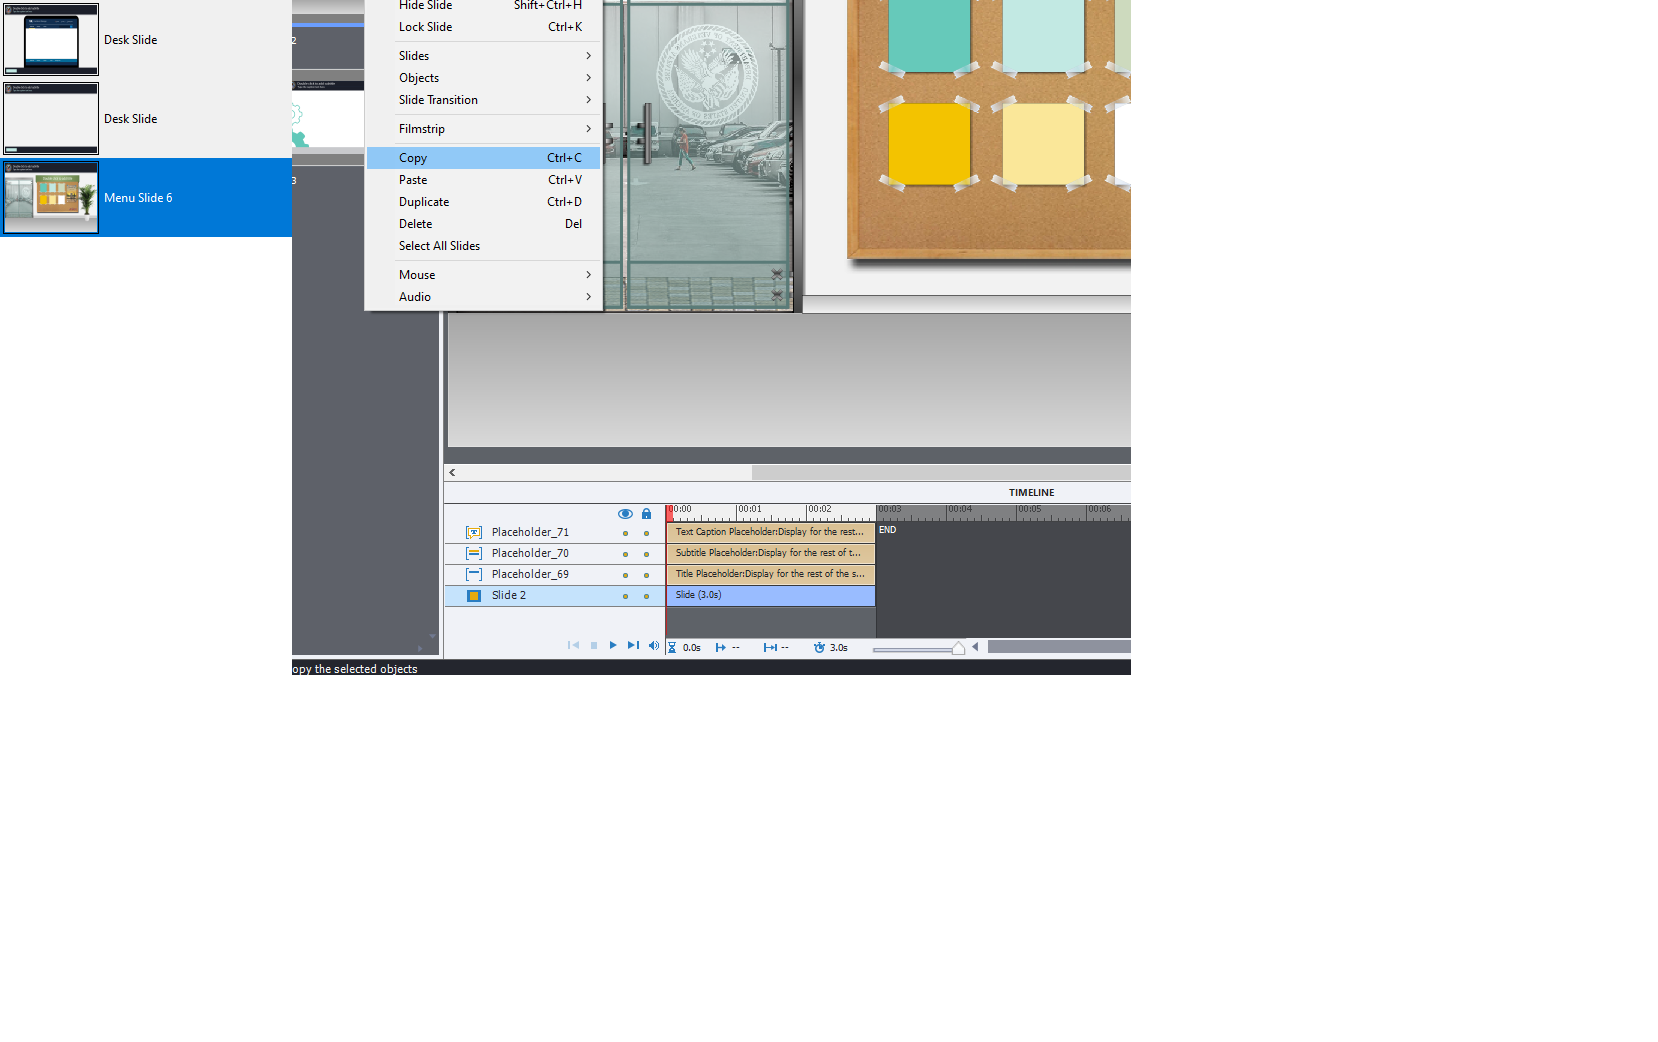 Desk Slide
Desk Slide
Menu Slide 6
2
3
Hide Slide Shift+Ctrl+H
Lock Slide Ctrl+K
Slides
Objects
Slide Transition
Filmstrip
Copy Ctrl+C
Paste Ctrl+V
Duplicate Ctrl+D
Delete Del
Select All Slides
Mouse
Audio
TIMELINE
00:00 00:01 00:02 00:03 00:04 00:05 00:06
Placeholder_71 Text Caption Placeholder:Display for the rest... END
Placeholder_70 Subtitle Placeholder:Display for the rest of t...
Placeholder_69 Title Placeholder:Display for the rest of the s...
Slide 2 Slide (3.0s)
0.0s -- -- 3.0s
opy the selected objects